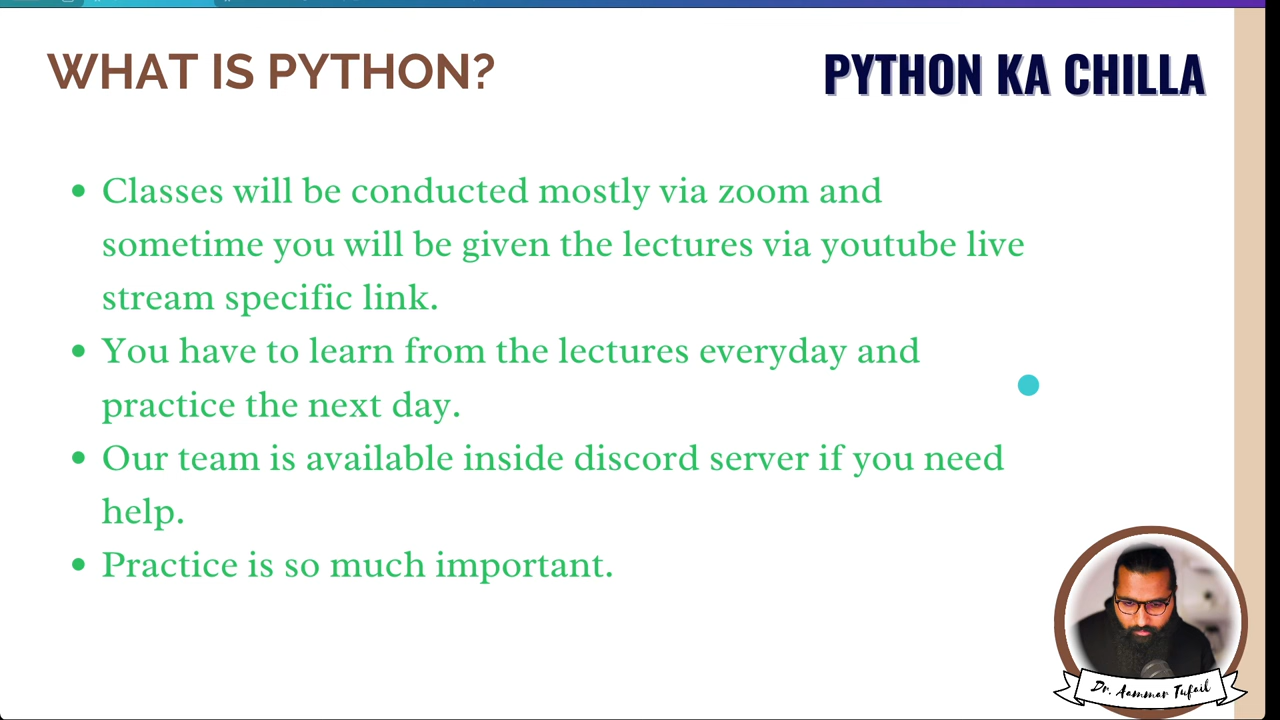 WHAT IS PYTHON?
PYTHON KA CHILLA
• Classes will be conducted mostly via zoom and
sometime you will be given the lectures via youtube live
stream specific link.
• You have to learn from the lectures everyday and
practice the next day.
• Our team is available inside discord server if you need
help.
• Practice is so much important.
Dr. Aammar Tufail